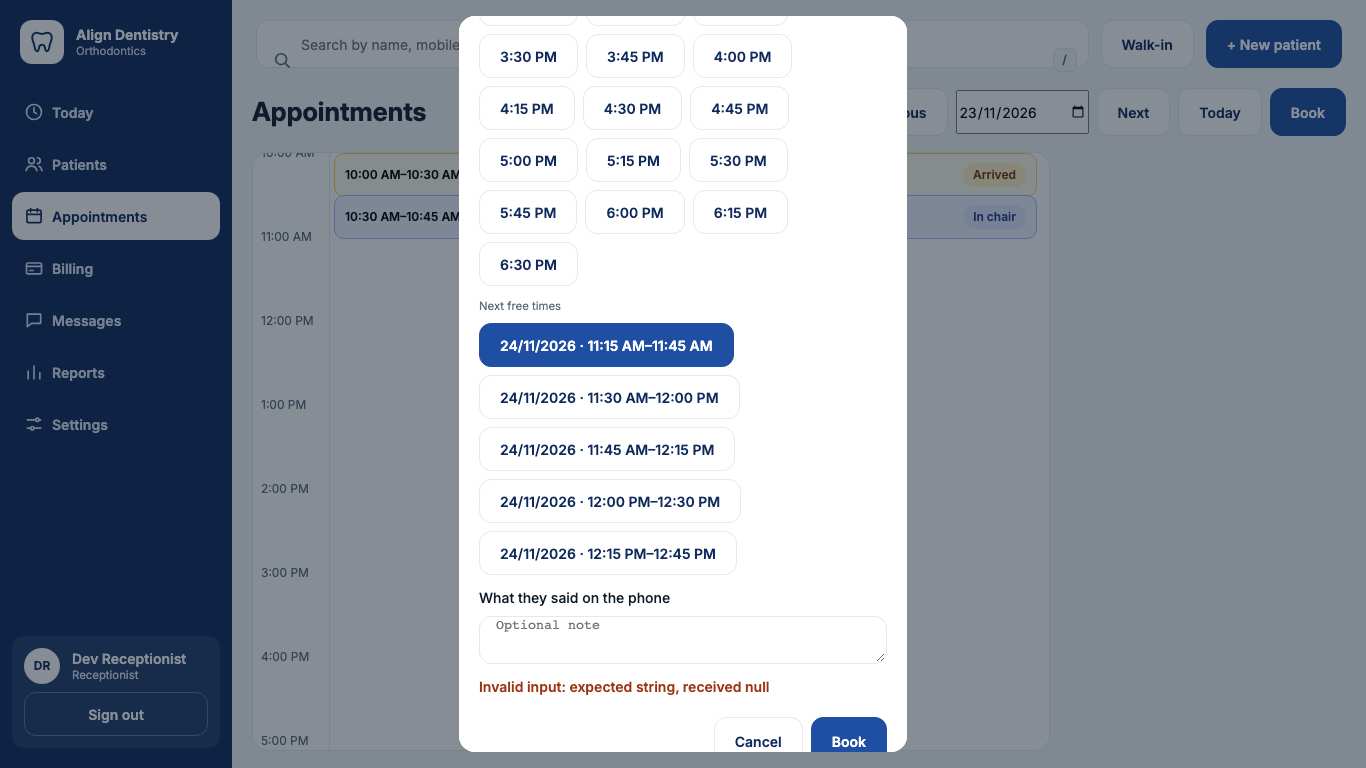 Align Dentistry
Orthodontics
Today
Patients
Appointments
Billing
Messages
Reports
Settings
DR
Dev Receptionist
Receptionist
Sign out
Search by name, mobile
/
Walk-in
+ New patient
Appointments
23/11/2026
Next
Today
Book
10:00 AM–10:30 AM
Arrived
10:30 AM–10:45 AM
In chair
11:00 AM
12:00 PM
1:00 PM
2:00 PM
3:00 PM
4:00 PM
5:00 PM
3:30 PM 3:45 PM 4:00 PM
4:15 PM 4:30 PM 4:45 PM
5:00 PM 5:15 PM 5:30 PM
5:45 PM 6:00 PM 6:15 PM
6:30 PM
Next free times
24/11/2026 · 11:15 AM–11:45 AM
24/11/2026 · 11:30 AM–12:00 PM
24/11/2026 · 11:45 AM–12:15 PM
24/11/2026 · 12:00 PM–12:30 PM
24/11/2026 · 12:15 PM–12:45 PM
What they said on the phone
Optional note
Invalid input: expected string, received null
Cancel Book